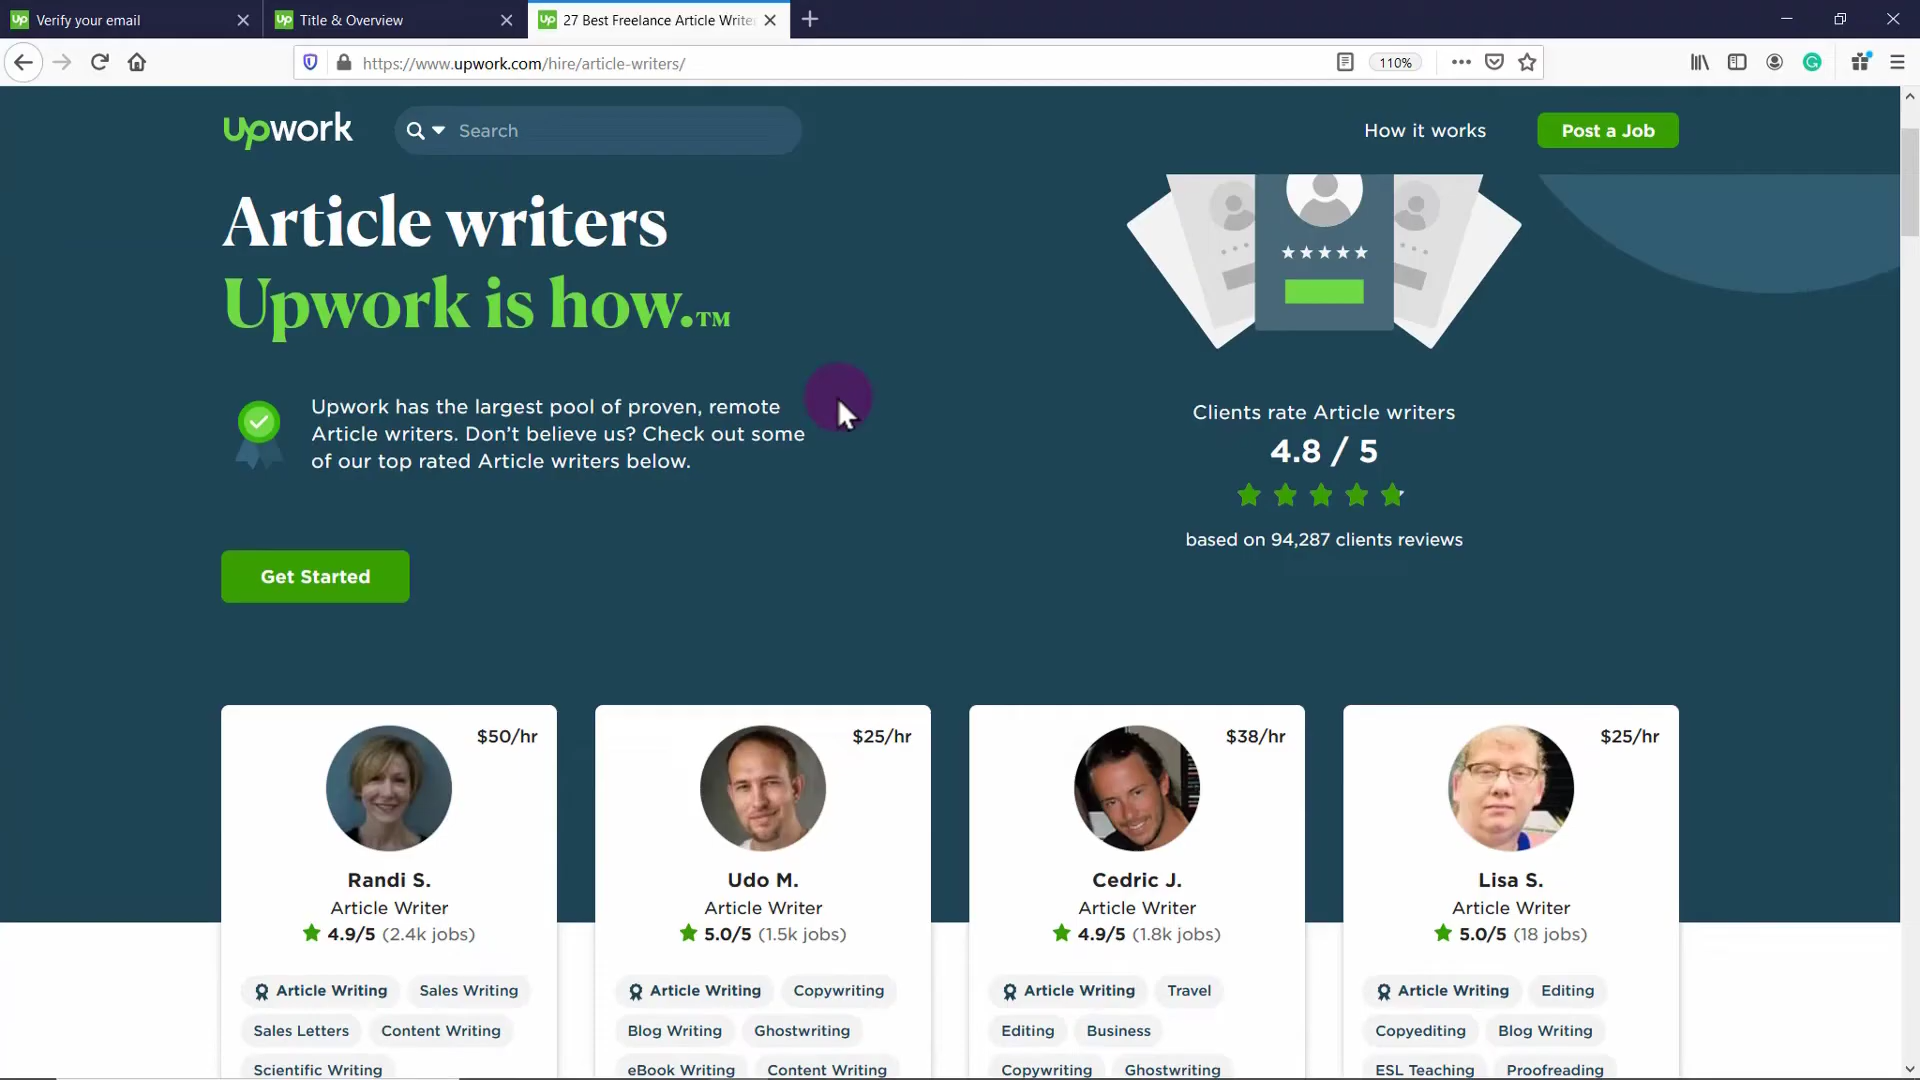 Verify your email
Title & Overview
27 Best Freelance Article Write
https://www.upwork.com/hire/article-writers/
110%
upwork
Search
How it works
Post a Job
Article writers
Upwork is how.™
Upwork has the largest pool of proven, remote
Article writers. Don’t believe us? Check out some
of our top rated Article writers below.
Get Started
Clients rate Article writers
4.8 / 5
based on 94,287 clients reviews
$50/hr
Randi S.
Article Writer
4.9/5 (2.4k jobs)
Article Writing
Sales Writing
Sales Letters
Content Writing
Scientific Writing
$25/hr
Udo M.
Article Writer
5.0/5 (1.5k jobs)
Article Writing
Copywriting
Blog Writing
Ghostwriting
eBook Writing
Content Writing
$38/hr
Cedric J.
Article Writer
4.9/5 (1.8k jobs)
Article Writing
Travel
Editing
Business
Copywriting
Ghostwriting
$25/hr
Lisa S.
Article Writer
5.0/5 (18 jobs)
Article Writing
Editing
Copyediting
Blog Writing
ESL Teaching
Proofreading